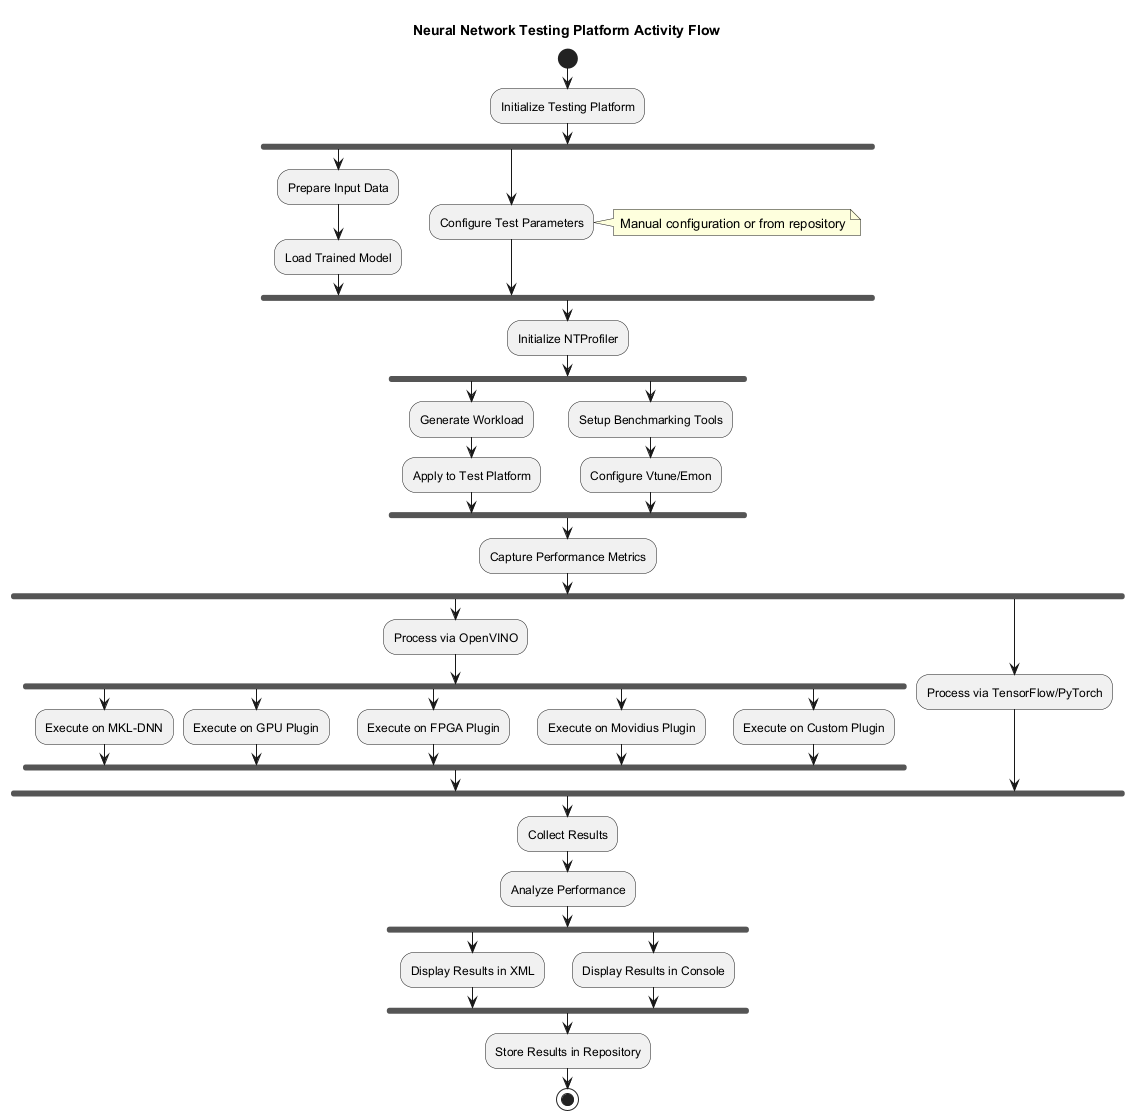 Neural Network Testing Platform Activity Flow
Initialize Testing Platform
Prepare Input Data
Configure Test Parameters
Manual configuration or from repository
Load Trained Model
Initialize NTProfiler
Generate Workload
Setup Benchmarking Tools
Apply to Test Platform
Configure Vtune/Emon
Capture Performance Metrics
Process via OpenVINO
Process via TensorFlow/PyTorch
Execute on MKL-DNN
Execute on GPU Plugin
Execute on FPGA Plugin
Execute on Movidius Plugin
Execute on Custom Plugin
Collect Results
Analyze Performance
Display Results in XML
Display Results in Console
Store Results in Repository